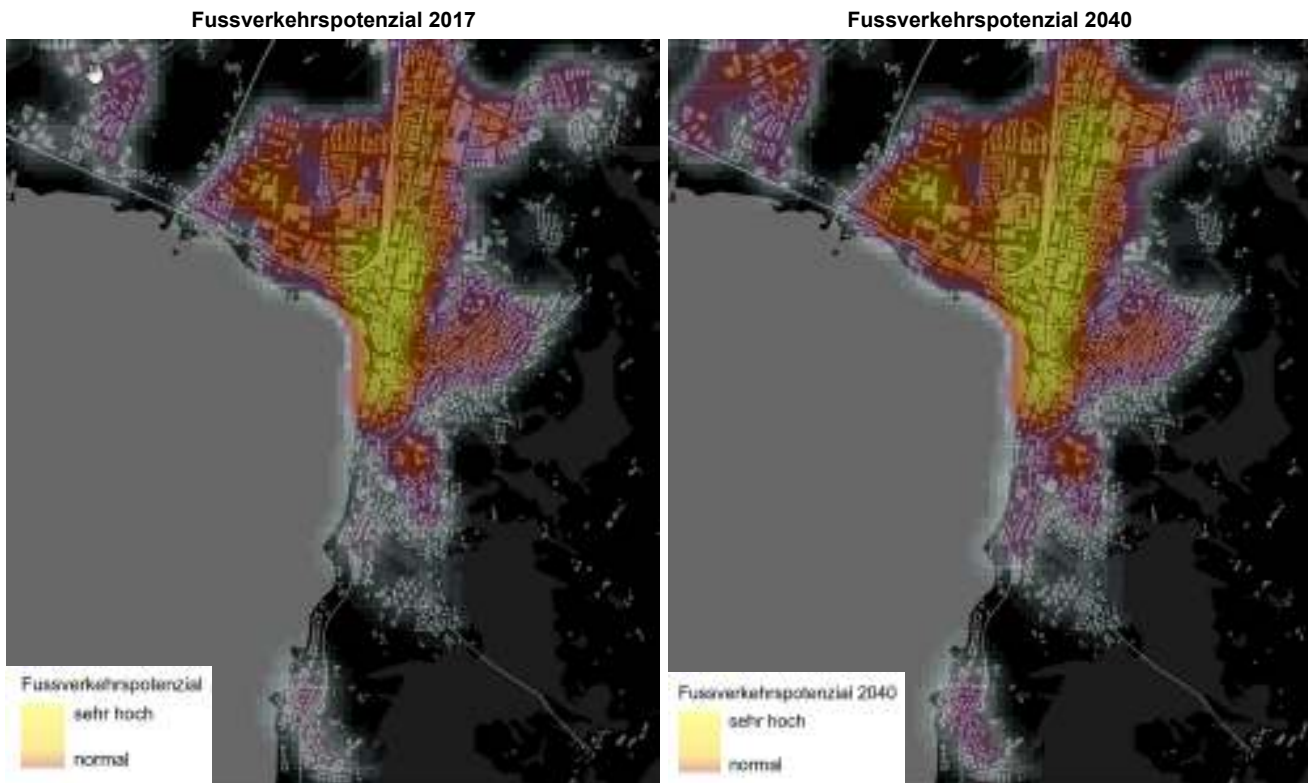 Fussverkehrspotenzial 2017
Fussverkehrspotenzial 2040
Fussverkehrspotenzial
sehr hoch
normal
Fussverkehrspotenzial 2040
sehr hoch
normal